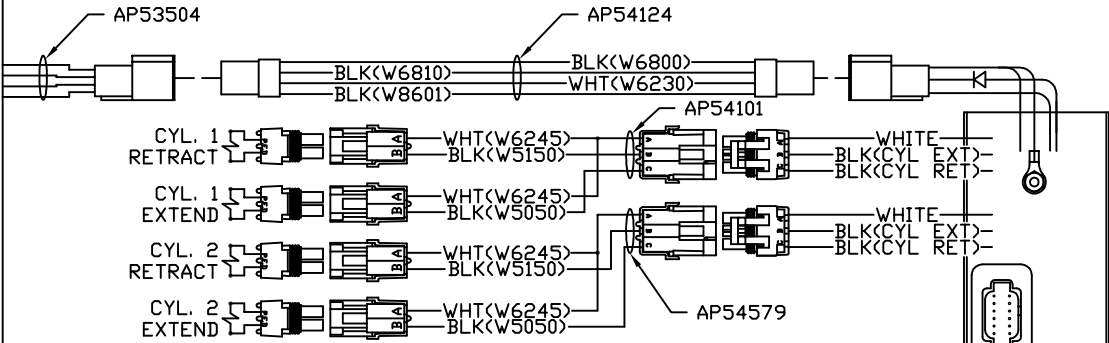 AP53504
AP54124
BLK(W6800)
BLK(W6810)
WHT(W6230)
BLK(W8601)
AP54101
CYL. 1
RETRACT
A
B
WHT(W6245)
BLK(W5150)
A
B
C
A
B
C
WHITE
BLK(CYL EXT)
BLK(CYL RET)
CYL. 1
EXTEND
A
B
WHT(W6245)
BLK(W5050)
CYL. 2
RETRACT
A
B
WHT(W6245)
BLK(W5150)
A
B
C
A
B
C
WHITE
BLK(CYL EXT)
BLK(CYL RET)
CYL. 2
EXTEND
A
B
WHT(W6245)
BLK(W5050)
AP54579